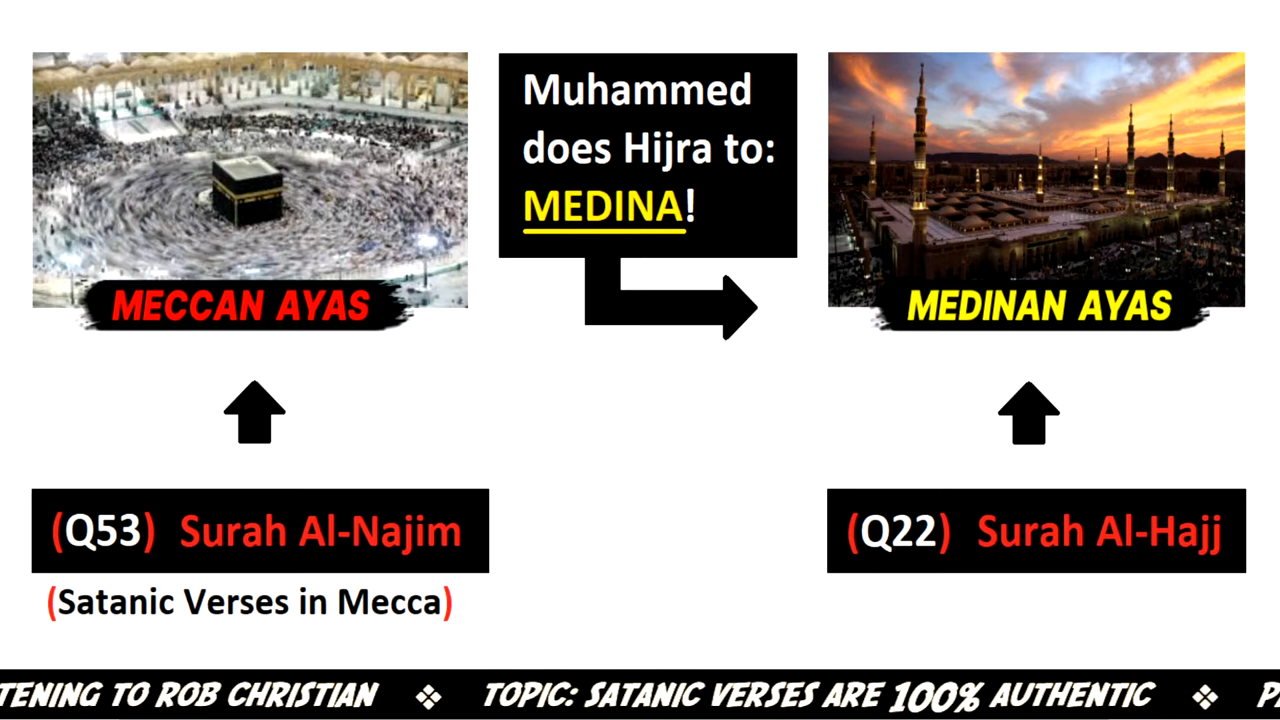 Muhammed
does Hijra to:
MEDINA!
MECCAN AYAS
MEDINAN AYAS
(Q53) Surah Al-Najim
(Satanic Verses in Mecca)
(Q22) Surah Al-Hajj
TENING TO ROB CHRISTIAN ❖ TOPIC: SATANIC VERSES ARE 100% AUTHENTIC ❖